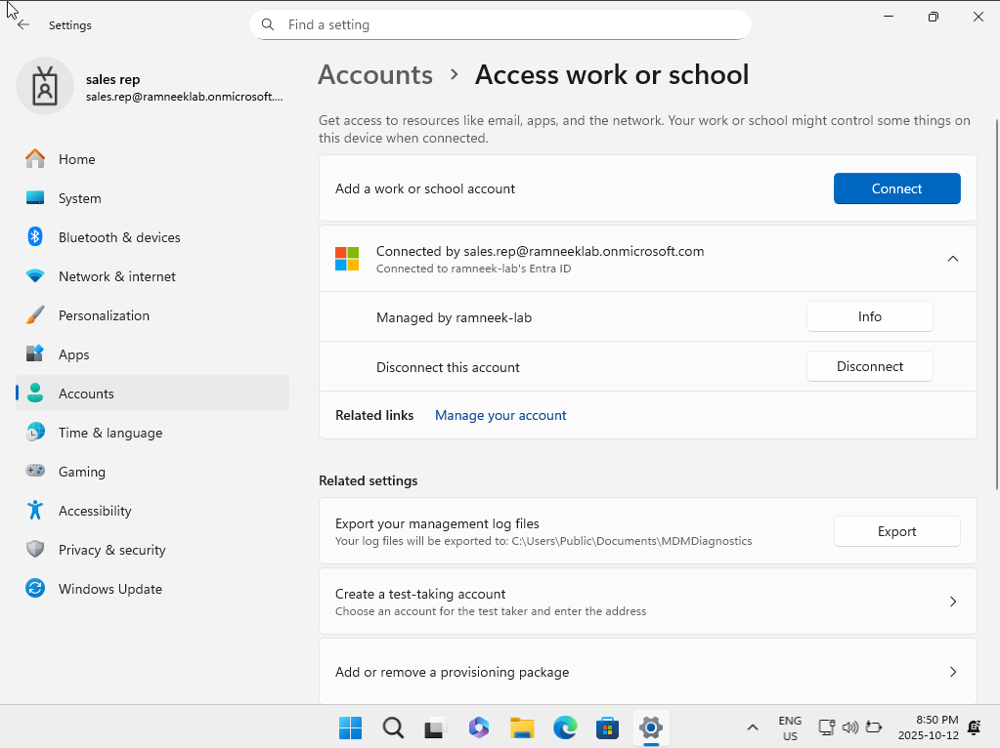 Settings
Find a setting
sales rep
sales.rep@ramneeklab.onmicrosoft....
Home
System
Bluetooth & devices
Network & internet
Personalization
Apps
Accounts
Time & language
Gaming
Accessibility
Privacy & security
Windows Update
Accounts > Access work or school
Get access to resources like email, apps, and the network. Your work or school might control some things on
this device when connected.
Add a work or school account
Connect
Connected by sales.rep@ramneeklab.onmicrosoft.com
Connected to ramneek-lab's Entra ID
Managed by ramneek-lab
Info
Disconnect this account
Disconnect
Related links Manage your account
Related settings
Export your management log files
Your log files will be exported to: C:\Users\Public\Documents\MDMDiagnostics
Export
Create a test-taking account
Choose an account for the test taker and enter the address
Add or remove a provisioning package
ENG
US
8:50 PM
2025-10-12